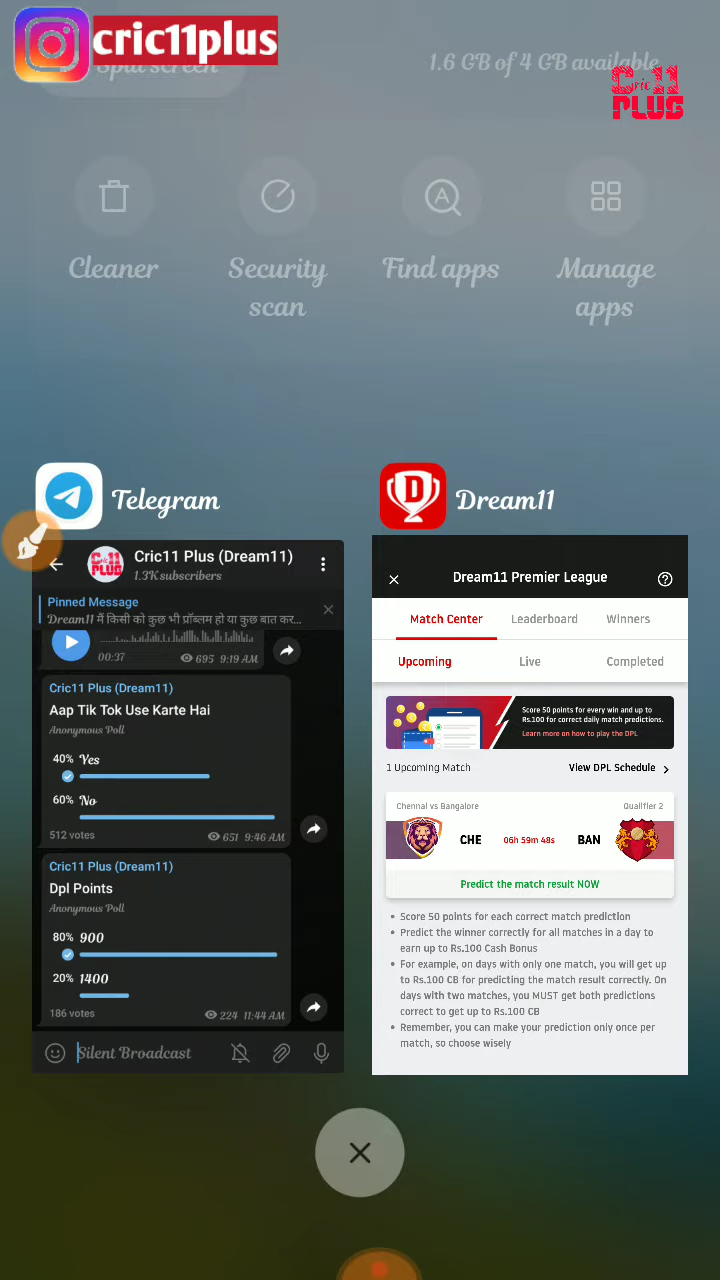 cric11plus
Split screen
1.6 GB of 4 GB available
Cric11
PLUS
Cleaner
Security
scan
Find apps
Manage
apps
Telegram
Cric11 Plus (Dream11)
1.3K subscribers
Pinned Message
Dream11 मैं किसी को कुछ भी प्रॉब्लम हो या कुछ बात कर...
00:37
695 9:19 AM
Cric11 Plus (Dream11)
Aap Tik Tok Use Karte Hai
Anonymous Poll
40% Yes
60% No
512 votes
651 9:46 AM
Cric11 Plus (Dream11)
Dpl Points
Anonymous Poll
80% 900
20% 1400
186 votes
224 11:44 AM
Silent Broadcast
Dream11
Dream11 Premier League
Match Center
Leaderboard
Winners
Upcoming
Live
Completed
Score 50 points for every win and up to
Rs.100 for correct daily match predictions.
Learn more on how to play the DPL
1 Upcoming Match
View DPL Schedule
Chennai vs Bangalore
Qualifier 2
CHE
06h 59m 48s
BAN
Predict the match result NOW
• Score 50 points for each correct match prediction
• Predict the winner correctly for all matches in a day to
earn up to Rs.100 Cash Bonus
• For example, on days with only one match, you will get up
to Rs.100 CB for predicting the match result correctly. On
days with two matches, you MUST get both predictions
correct to get up to Rs.100 CB
• Remember, you can make your prediction only once per
match, so choose wisely